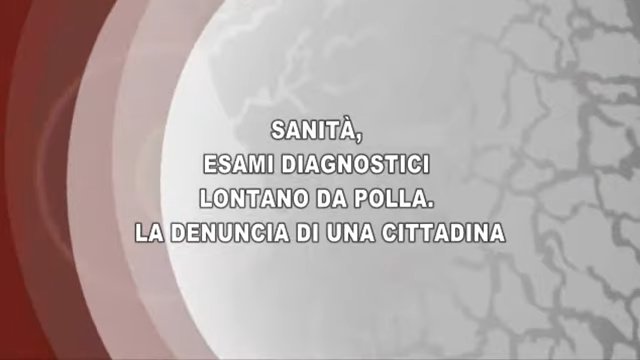 SANITÀ,
ESAMI DIAGNOSTICI
LONTANO DA POLLA.
LA DENUNCIA DI UNA CITTADINA